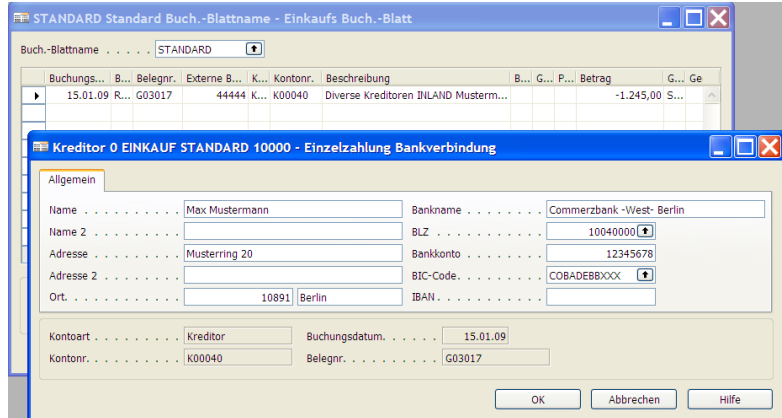 STANDARD Standard Buch.-Blattname - Einkaufs Buch.-Blatt
Buch.-Blattname . . . . . STANDARD
Buchungs... B... Belegnr. Externe B... K... Kontonr. Beschreibung B... G... P... Betrag G... Ge
15.01.09 R... G03017 44444 K... K00040 Diverse Kreditoren INLAND Musterm... -1.245,00 S...
Kreditor 0 EINKAUF STANDARD 10000 - Einzelzahlung Bankverbindung
Allgemein
Name . . . . . . . . . . Max Mustermann Bankname . . . . . . . . Commerzbank -West- Berlin
Name 2 . . . . . . . . . BLZ . . . . . . . . . . . 10040000
Adresse . . . . . . . . . Musterring 20 Bankkonto . . . . . . . . 12345678
Adresse 2 . . . . . . . . BIC-Code. . . . . . . . . COBADEBBXXX
Ort. . . . . . . . . . . . 10891 Berlin IBAN . . . . . . . . . . .
Kontoart . . . . . . . . . Kreditor Buchungsdatum. . . . . . 15.01.09
Kontonr. . . . . . . . . . K00040 Belegnr. . . . . . . . . . G03017
OK Abbrechen Hilfe